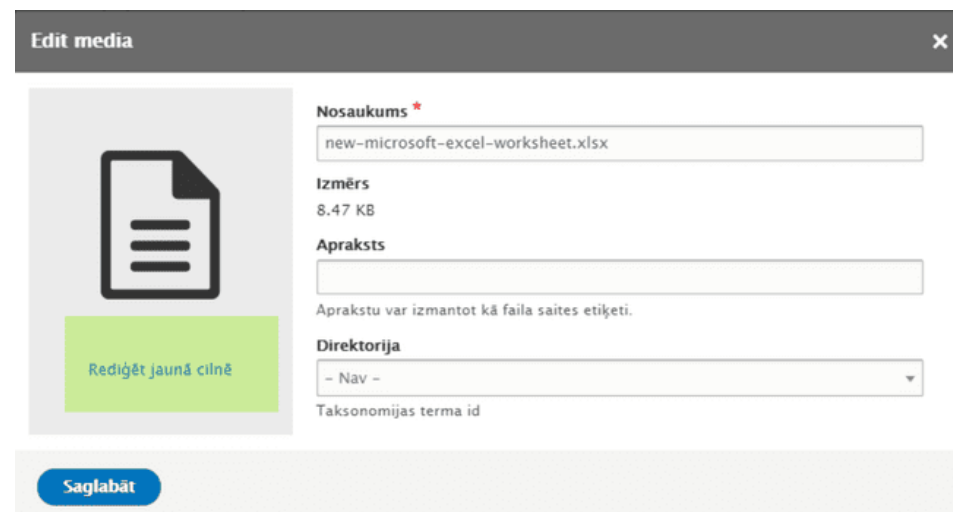 Edit media
×
Nosaukums *
new-microsoft-excel-worksheet.xlsx
Izmērs
8.47 KB
Apraksts
Aprakstu var izmantot kā faila saites etiķeti.
Rediģēt jaunā cilnē
Direktorija
- Nav -
Taksonomijas terma id
Saglabāt